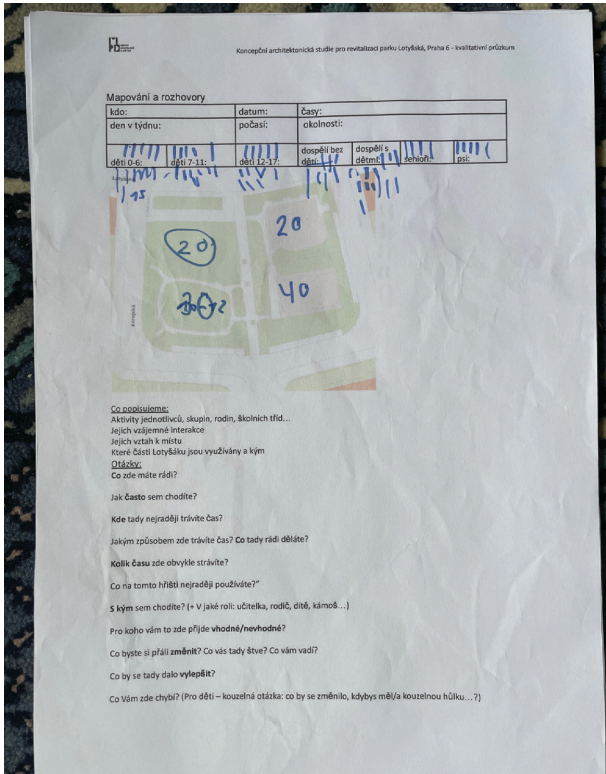 Koncepční architektonická studie pro revitalizaci parku Lotyšská, Praha 6 - kvalitativní průzkum
Mapování a rozhovory
kdo: datum: časy:
den v týdnu: počasí: okolnosti:
děti 0-6: děti 7-11: děti 12-17: dospělí bez dětí: dospělí s dětmi: senioři: psi:
15
20 20
40
Co popisujeme:
Aktivity jednotlivců, skupin, rodin, školních tříd…
Jejich vzájemné interakce
Jejich vztah k místu
Které části Lotyšáku jsou využívány a kým
Otázky:
Co zde máte rádi?
Jak často sem chodíte?
Kde tady nejraději trávíte čas?
Jakým způsobem zde trávíte čas? Co tady rádi děláte?
Kolik času zde obvykle strávíte?
Co na tomto hřišti nejraději používáte?"
S kým sem chodíte? (+ V jaké roli: učitelka, rodič, dítě, kámoš…)
Pro koho vám to zde přijde vhodné/nevhodné?
Co byste si přáli změnit? Co vás tady štve? Co vám vadí?
Co by se tady dalo vylepšit?
Co Vám zde chybí? (Pro děti – kouzelná otázka: co by se změnilo, kdybys měl/a kouzelnou hůlku…?)